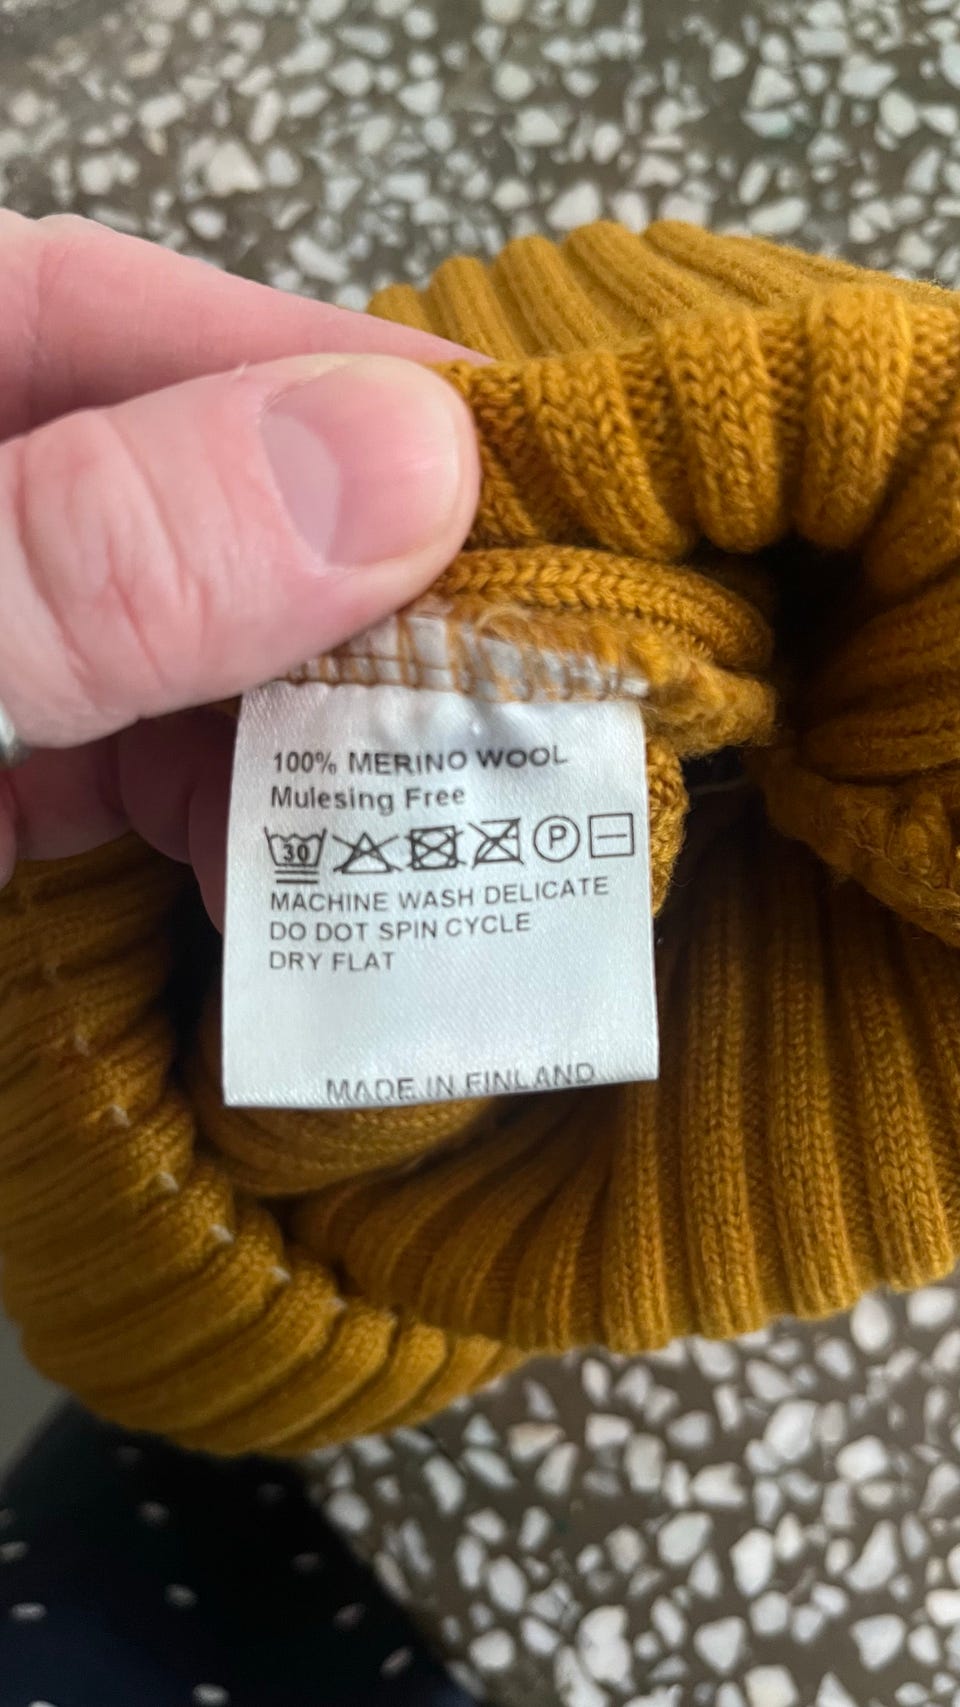 100% MERINO WOOL
Mulesing Free
30 P
MACHINE WASH DELICATE
DO DOT SPIN CYCLE
DRY FLAT
MADE IN FINLAND